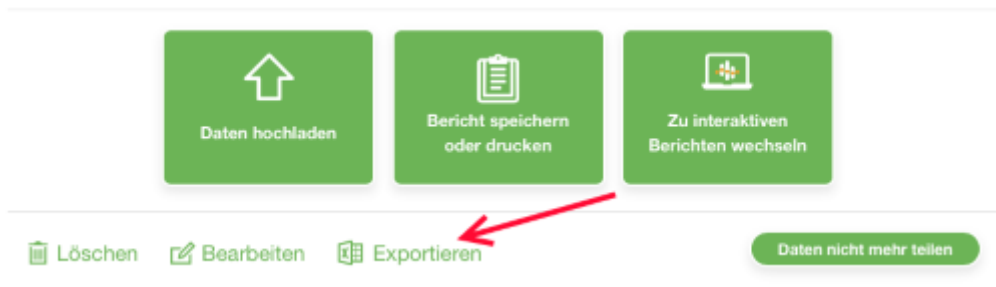 Daten hochladen
Bericht speichern
oder drucken
Zu interaktiven
Berichten wechseln
Löschen
Bearbeiten
Exportieren
Daten nicht mehr teilen